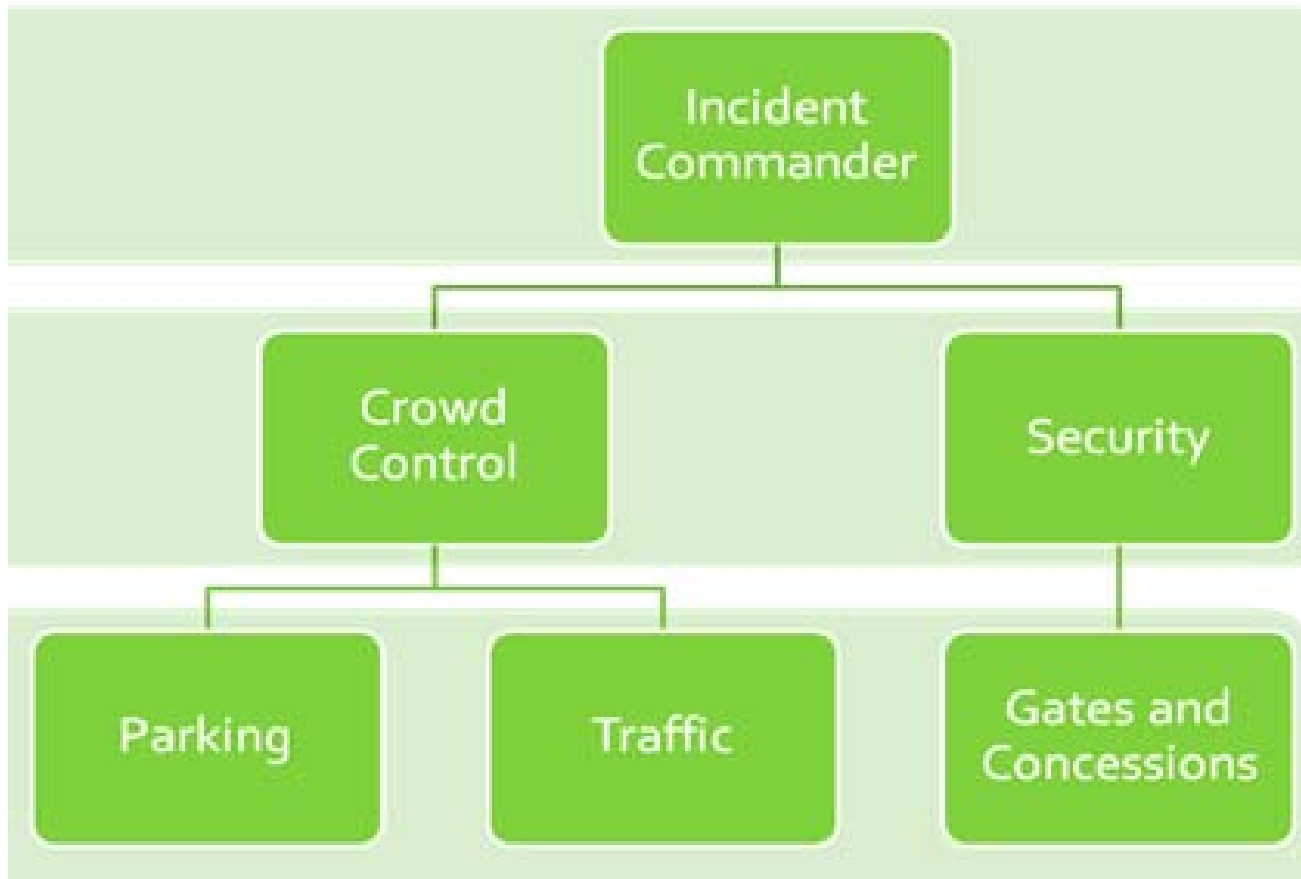 Incident
Commander
Crowd
Control
Security
Parking
Traffic
Gates and
Concessions